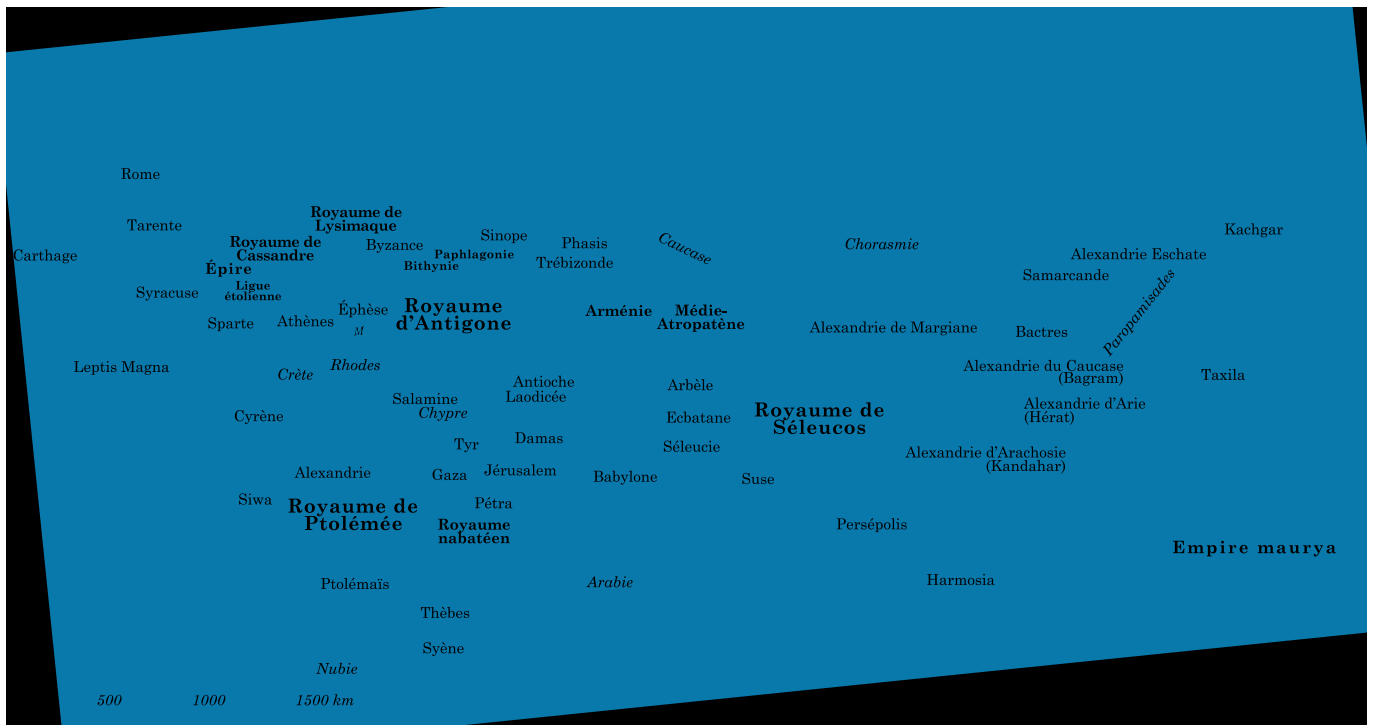 Rome
Royaume de
Lysimaque
Tarente
Kachgar
Sinope
Royaume de
Cassandre
Byzance
Phasis
Caucase
Chorasmie
Carthage
Paphlagonie
Alexandrie Eschate
Épire
Bithynie
Trébizonde
Samarcande
Ligue
étolienne
Syracuse
Paropamisades
Éphèse
Royaume
d'Antigone
Arménie
Médie-
Atropatène
Sparte
Athènes
M
Alexandrie de Margiane
Bactres
Leptis Magna
Rhodes
Crète
Alexandrie du Caucase
(Bagram)
Taxila
Antioche
Laodicée
Arbèle
Salamine
Chypre
Cyrène
Ecbatane
Royaume de
Séleucos
Alexandrie d'Arie
(Hérat)
Tyr
Damas
Séleucie
Alexandrie d'Arachosie
(Kandahar)
Alexandrie
Gaza
Jérusalem
Babylone
Suse
Siwa
Royaume de
Ptolémée
Pétra
Royaume
nabatéen
Persépolis
Empire maurya
Ptolémaïs
Arabie
Harmosia
Thèbes
Syène
Nubie
500 1000 1500 km